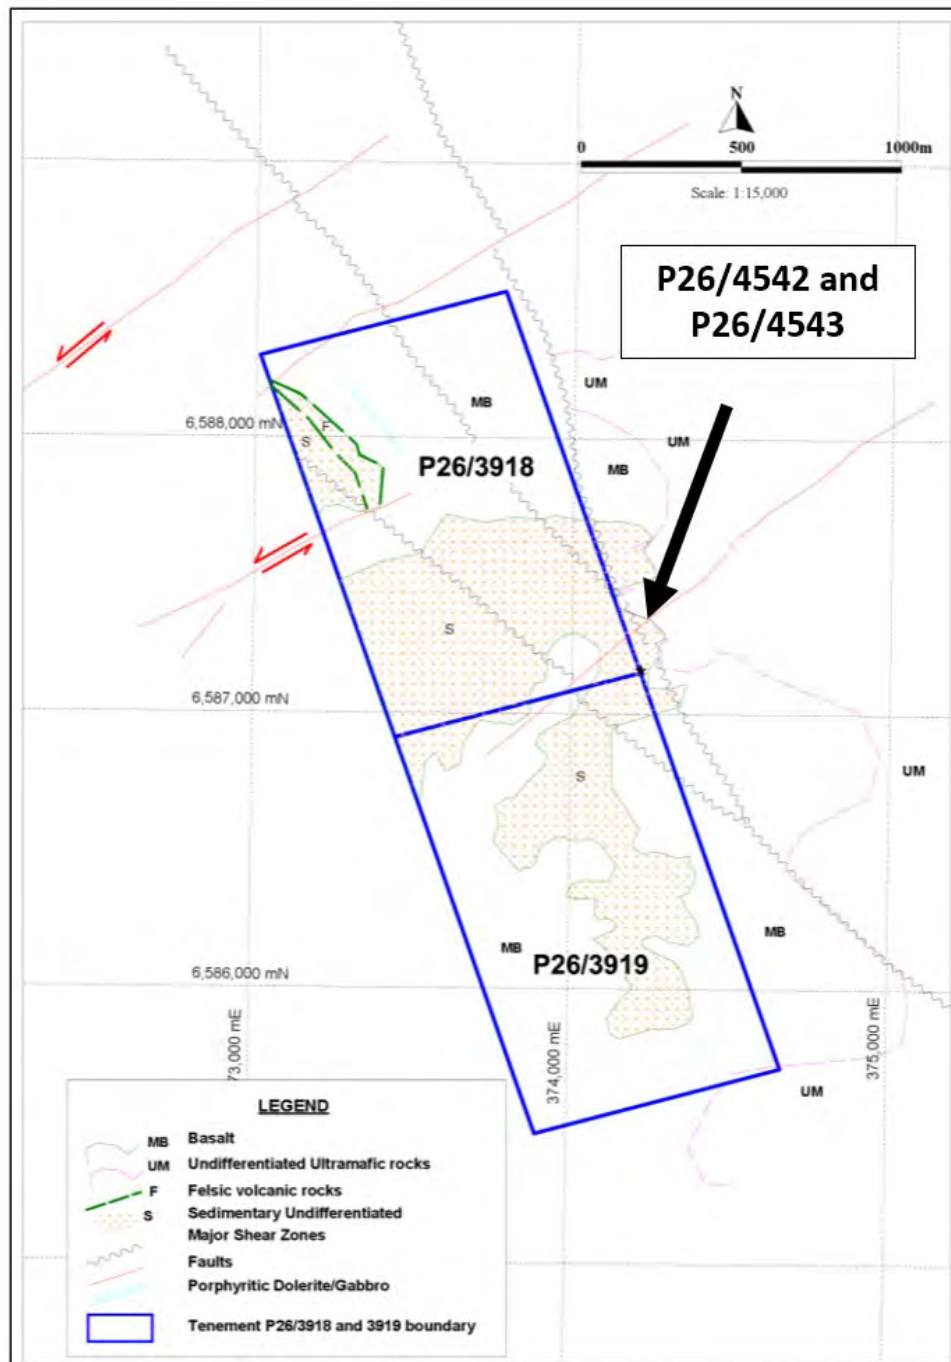 N
0 500 1000m
Scale: 1:15,000
P26/4542 and
P26/4543
UM
MB
6,588,000 mN
F
S
UM
MB
P26/3918
S
6,587,000 mN
UM
S
MB
MB
P26/3919
6,586,000 mN
73,000 mE
374,000 mE
375,000 mE
UM
LEGEND
MB Basalt
UM Undifferentiated Ultramafic rocks
F Felsic volcanic rocks
S Sedimentary Undifferentiated
Major Shear Zones
Faults
Porphyritic Dolerite/Gabbro
Tenement P26/3918 and 3919 boundary